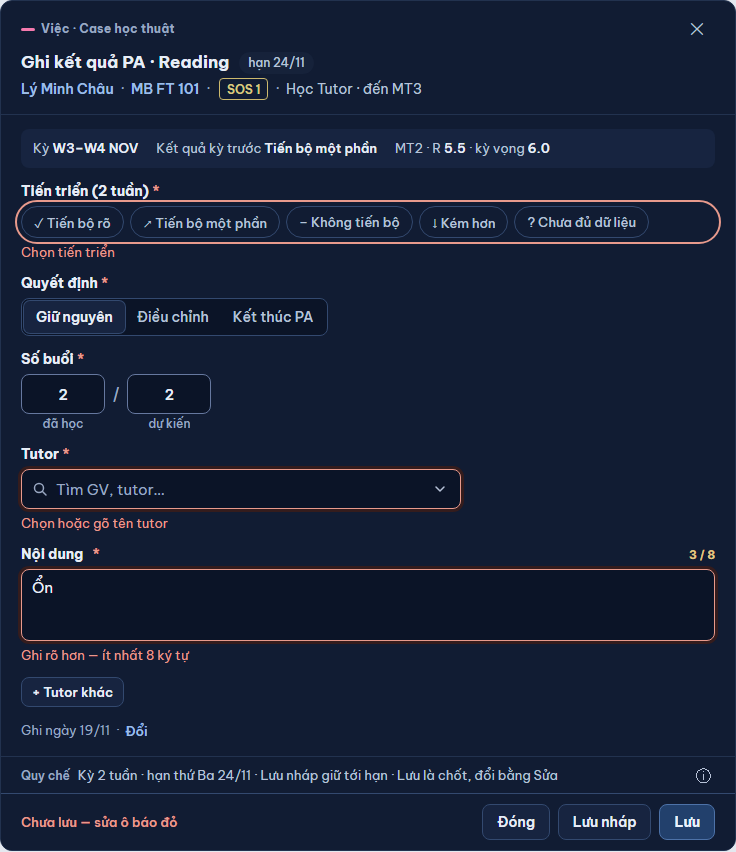 Việc · Case học thuật
Ghi kết quả PA · Reading hạn 24/11
Lý Minh Châu · MB FT 101 · SOS 1 · Học Tutor · đến MT3
Kỳ W3–W4 NOV Kết quả kỳ trước Tiến bộ một phần MT2 · R 5.5 · kỳ vọng 6.0
Tiến triển (2 tuần) *
✓ Tiến bộ rõ ↗ Tiến bộ một phần – Không tiến bộ ↓ Kém hơn ? Chưa đủ dữ liệu
Chọn tiến triển
Quyết định *
Giữ nguyên Điều chỉnh Kết thúc PA
Số buổi *
2 / 2
đã học dự kiến
Tutor *
Tìm GV, tutor...
Chọn hoặc gõ tên tutor
Nội dung * 3 / 8
Ổn
Ghi rõ hơn — ít nhất 8 ký tự
+ Tutor khác
Ghi ngày 19/11 · Đổi
Quy chế Kỳ 2 tuần · hạn thứ Ba 24/11 · Lưu nháp giữ tới hạn · Lưu là chốt, đổi bằng Sửa
Chưa lưu — sửa ô báo đỏ Đóng Lưu nháp Lưu